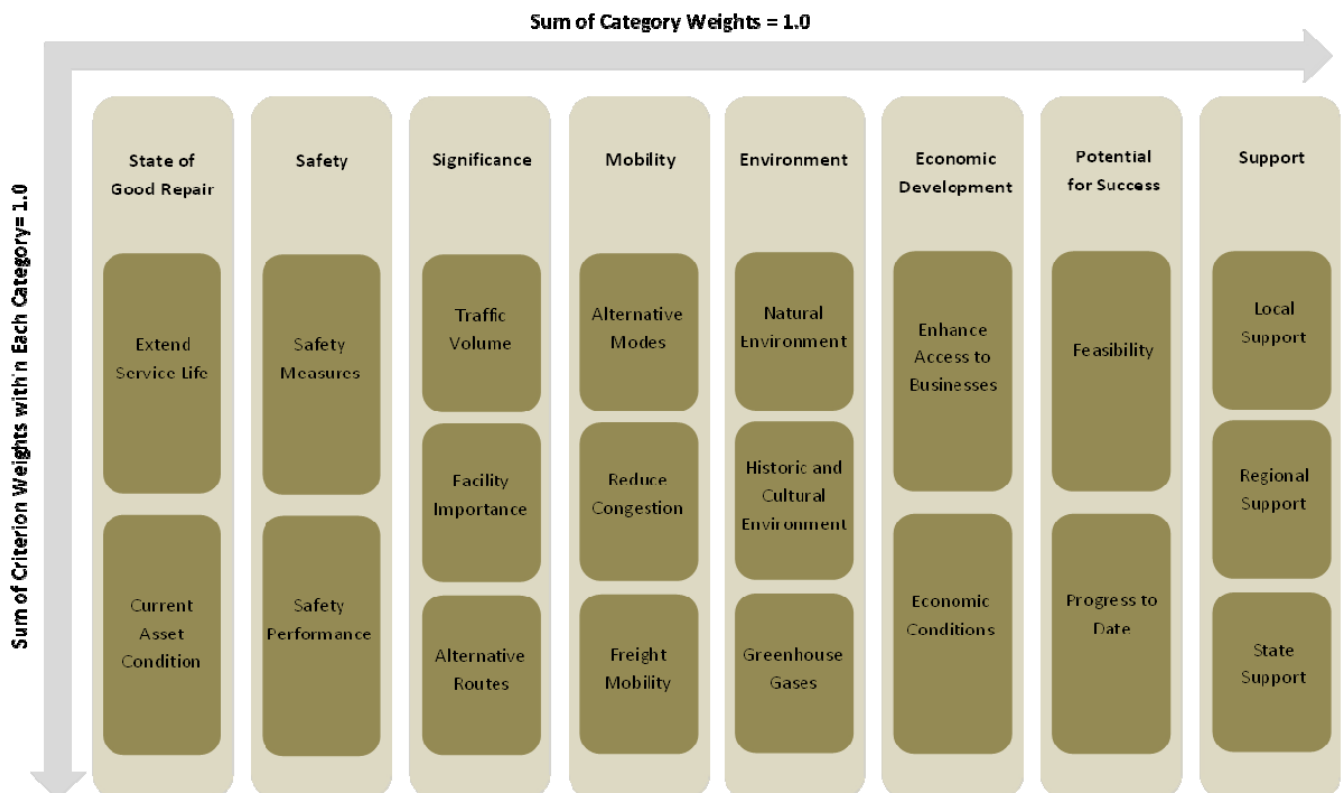 Sum of Category Weights = 1.0
Sum of Criterion Weights within Each Category= 1.0
State of
Good Repair
Extend
Service Life
Current
Asset
Condition
Safety
Safety
Measures
Safety
Performance
Significance
Traffic
Volume
Facility
Importance
Alternative
Routes
Mobility
Alternative
Modes
Reduce
Congestion
Freight
Mobility
Environment
Natural
Environment
Historic and
Cultural
Environment
Greenhouse
Gases
Economic
Development
Enhance
Access to
Businesses
Economic
Conditions
Potential
for Success
Feasibility
Progress to
Date
Support
Local
Support
Regional
Support
State
Support